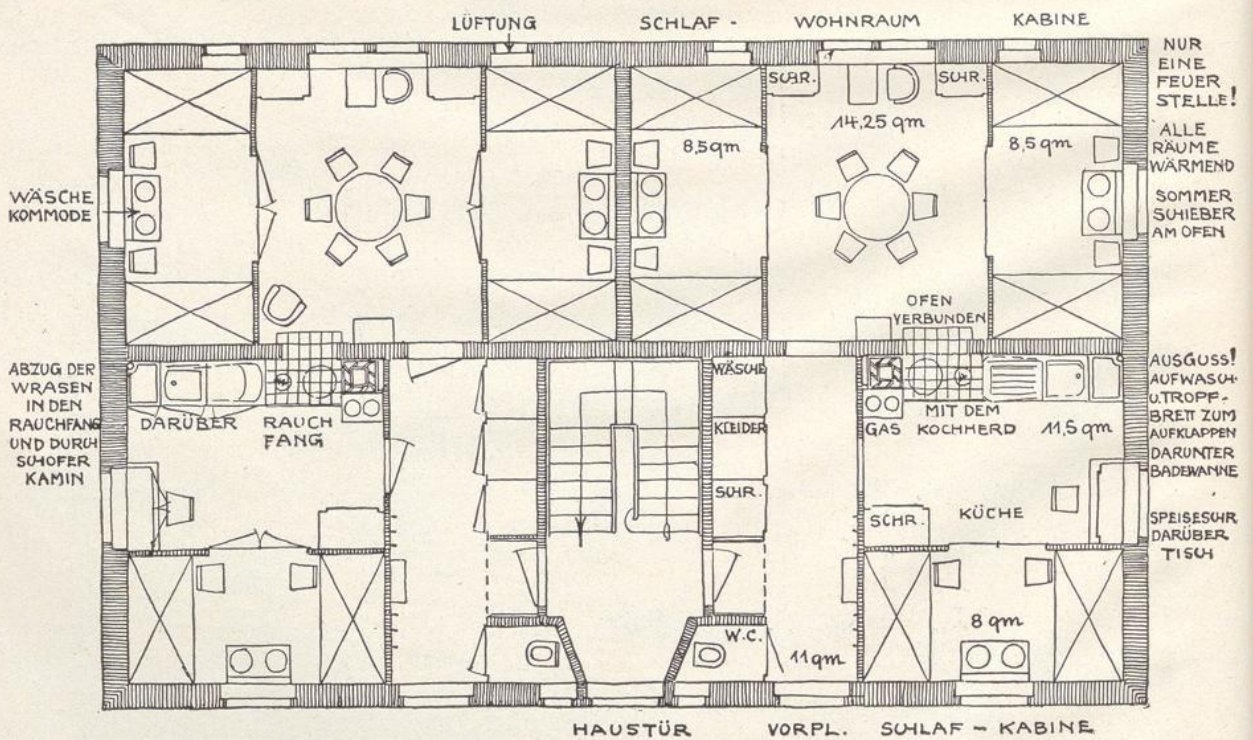 LÜFTUNG SCHLAF - WOHNRAUM KABINE
NUR
EINE
FEUER
STELLE!
ALLE
RÄUME
WÄRMEND
SOMMER
SCHIEBER
AM OFEN
WÄSCHE
KOMMODE
SCHR. SCHR.
14,25 qm
8,5 qm 8,5 qm
OFEN
VERBUNDEN
ABZUG DER
WRASEN
IN DEN
RAUCHFANG
UND DURCH
SCHOFER
KAMIN
DARÜBER RAUCH
FANG
WÄSCHE
KLEIDER
SCHR.
GAS MIT DEM
KOCHHERD 11,5 qm
SCHR. KÜCHE
AUSGUSS!
AUFWASCH-
U. TROPF-
BRETT ZUM
AUFKLAPPEN
DARUNTER
BADEWANNE
SPEISESCHR
DARÜBER
TISCH
W.C.
11 qm
8 qm
HAUSTÜR VORPL. SCHLAF - KABINE